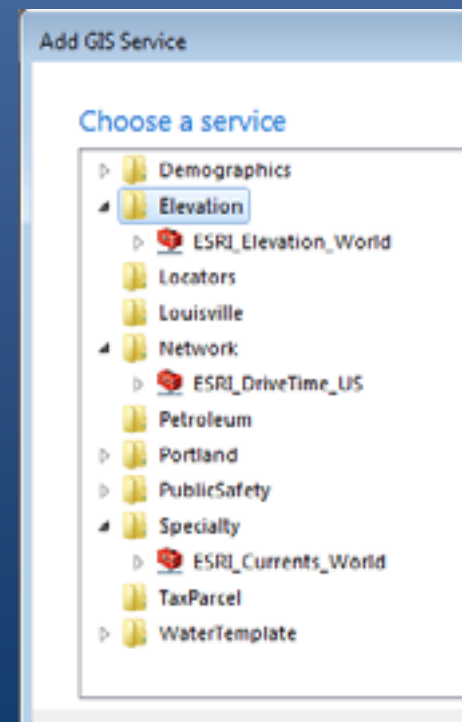 Add GIS Service
Choose a service
Demographics
Elevation
ESRI_Elevation_World
Locators
Louisville
Network
ESRI_DriveTime_US
Petroleum
Portland
PublicSafety
Specialty
ESRI_Currents_World
TaxParcel
WaterTemplate